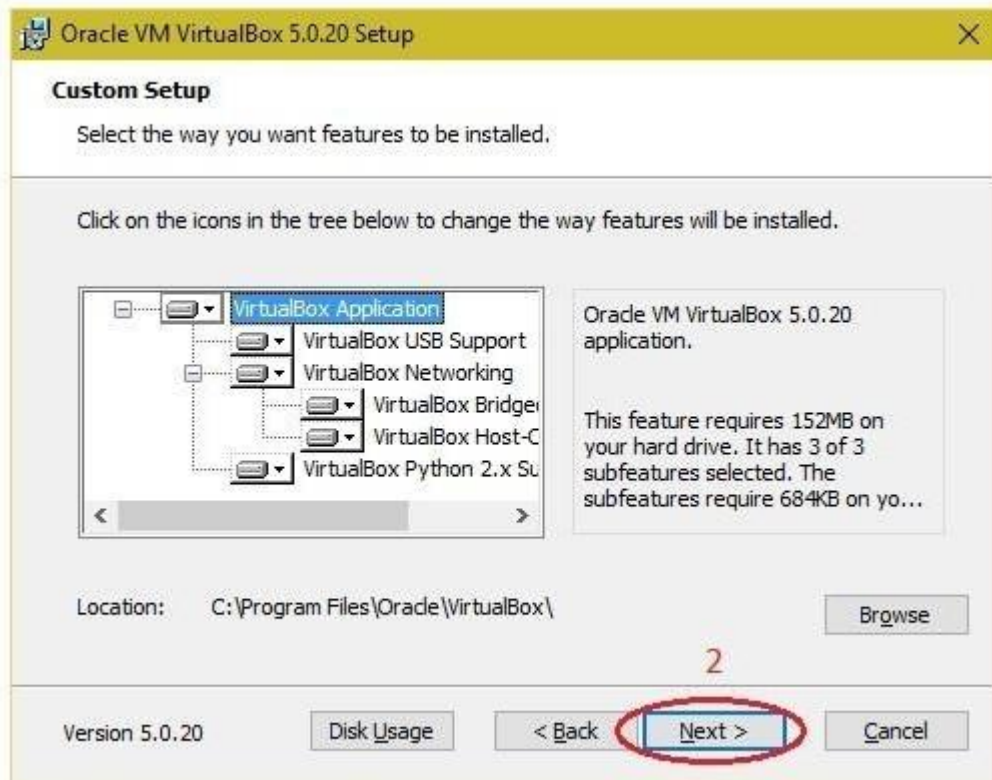 Oracle VM VirtualBox 5.0.20 Setup
Custom Setup
Select the way you want features to be installed.
Click on the icons in the tree below to change the way features will be installed.
VirtualBox Application
VirtualBox USB Support
VirtualBox Networking
VirtualBox Bridge
VirtualBox Host-C
VirtualBox Python 2.x Su
Oracle VM VirtualBox 5.0.20
application.
This feature requires 152MB on
your hard drive. It has 3 of 3
subfeatures selected. The
subfeatures require 684KB on yo...
Location: C:\Program Files\Oracle\VirtualBox\
Browse
2
Version 5.0.20
Disk Usage
< Back
Next >
Cancel